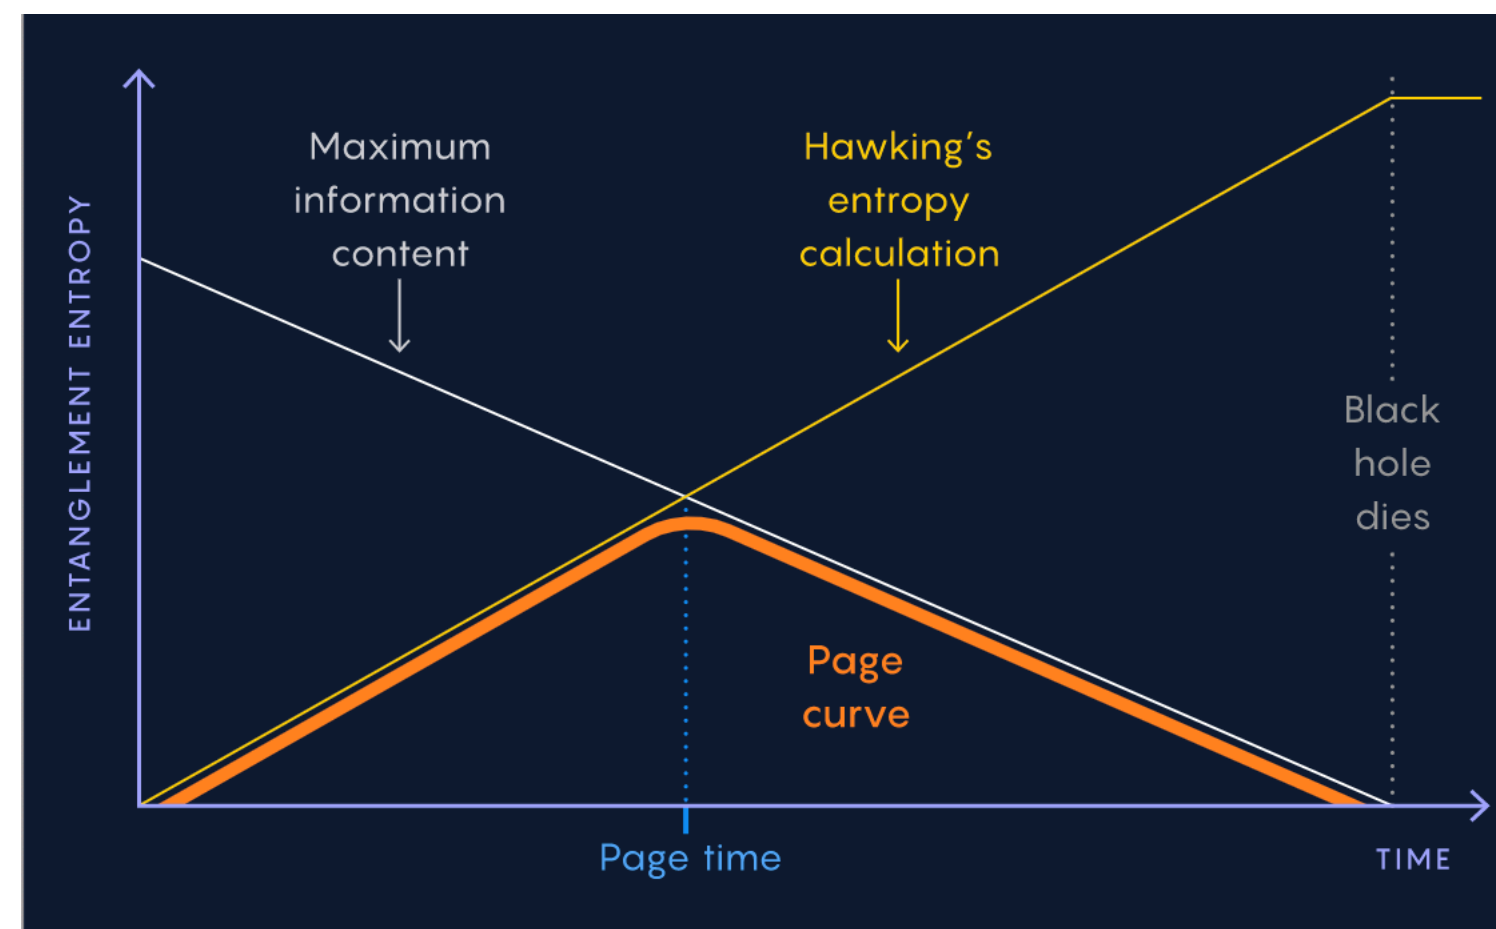 Maximum
information
content
Hawking's
entropy
calculation
ENTANGLEMENT ENTROPY
Black
hole
dies
Page
curve
Page time
TIME